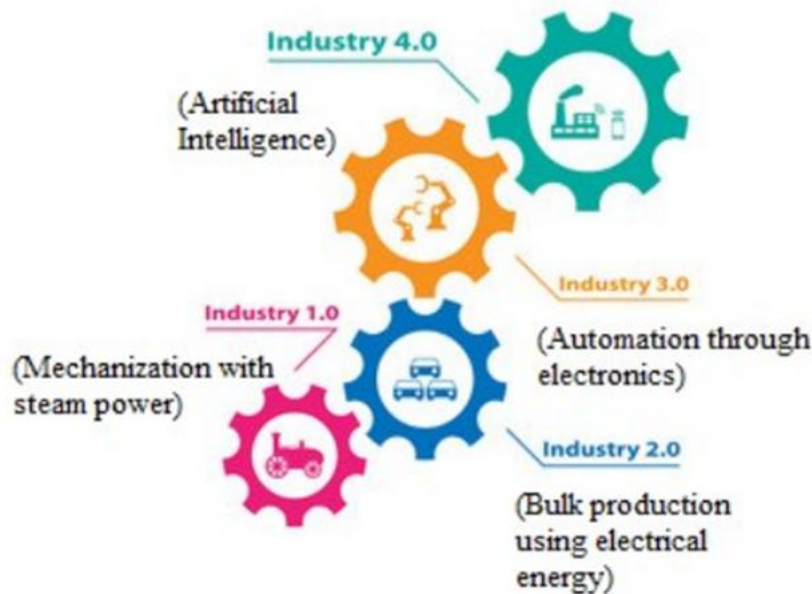 Industry 4.0
(Artificial
Intelligence)
Industry 3.0
(Automation through
electronics)
Industry 1.0
(Mechanization with
steam power)
Industry 2.0
(Bulk production
using electrical
energy)